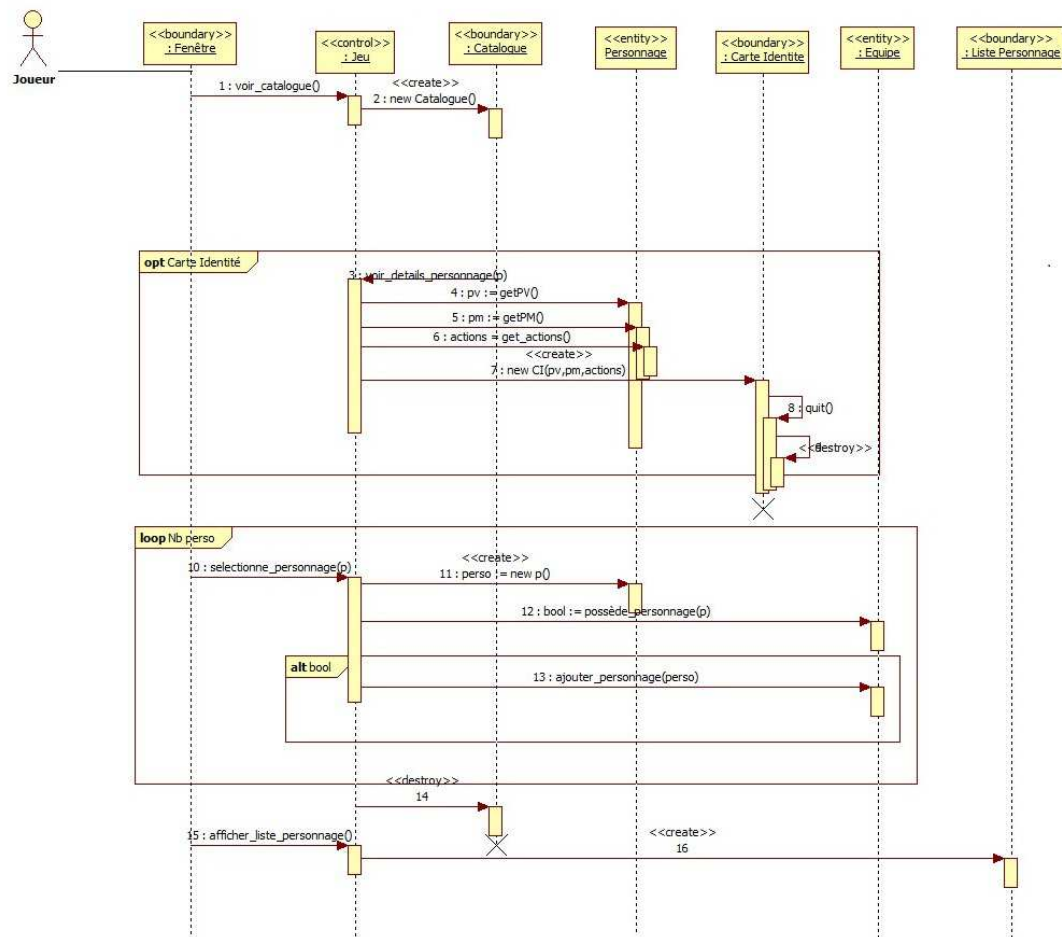 <<boundary>>
: Fenêtre
<<control>>
: Jeu
<<boundary>>
: Catalogue
<<entity>>
Personnage
<<boundary>>
: Carte Identite
<<entity>>
: Equipe
<<boundary>>
: Liste Personnage
Joueur
1 : voir_catalogue()
<<create>>
2 : new Catalogue()
opt Carte Identité
3 : voir_details_personnage(p)
4 : pv := getPV()
5 : pm := getPM()
6 : actions = get_actions()
<<create>>
7 : new CI(pv,pm,actions)
8 : quit()
9
<<destroy>>
loop Nb perso
10 : selectionne_personnage(p)
<<create>>
11 : perso := new p()
12 : bool := possède_personnage(p)
alt bool
13 : ajouter_personnage(perso)
<<destroy>>
14
15 : afficher_liste_personnage()
<<create>>
16